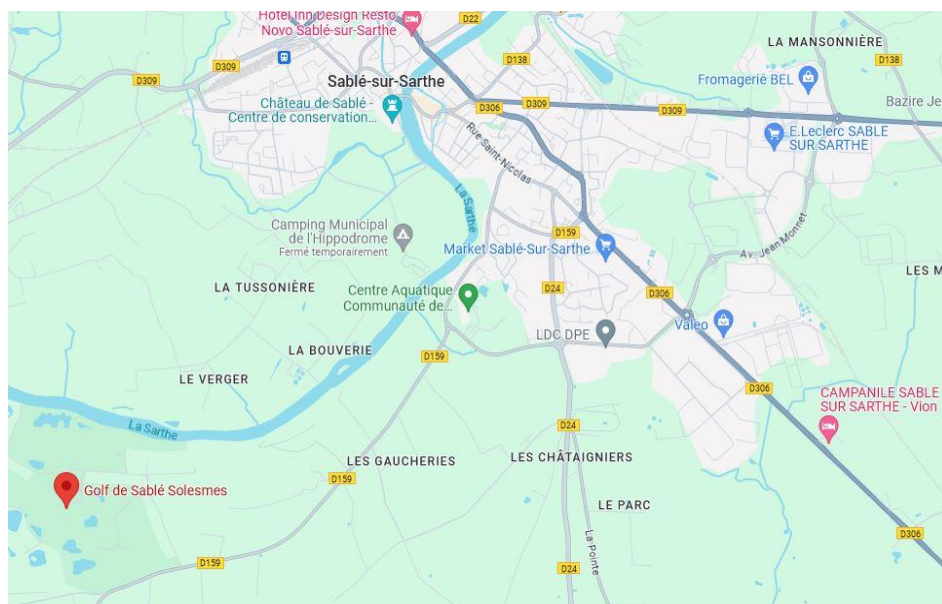 Hotel Inn Design Resto
Novo Sablé-sur-Sarthe
D22
LA MANSONNIÈRE
D309
D138
D138
D309
Sablé-sur-Sarthe
Fromagerie BEL
Château de Sablé -
Centre de conservation...
D306
D309
D309
Bazire Je
E.Leclerc SABLE
SUR SARTHE
Rue Saint-Nicolas
La Sarthe
Camping Municipal
de l'Hippodrome
Fermé temporairement
D159
Market Sablé-Sur-Sarthe
Av. Jean Monnet
LES M
LA TUSSONIÈRE
Centre Aquatique
Communauté de...
D24
D306
LDC DPE
Valeo
LA BOUVERIE
D159
LE VERGER
D306
CAMPANILE SABLE
SUR SARTHE - Vion
La Sarthe
D24
LES GAUCHERIES
LES CHÂTAIGNIERS
D159
Golf de Sablé Solesmes
LE PARC
D306
D159
La Pointe
D24